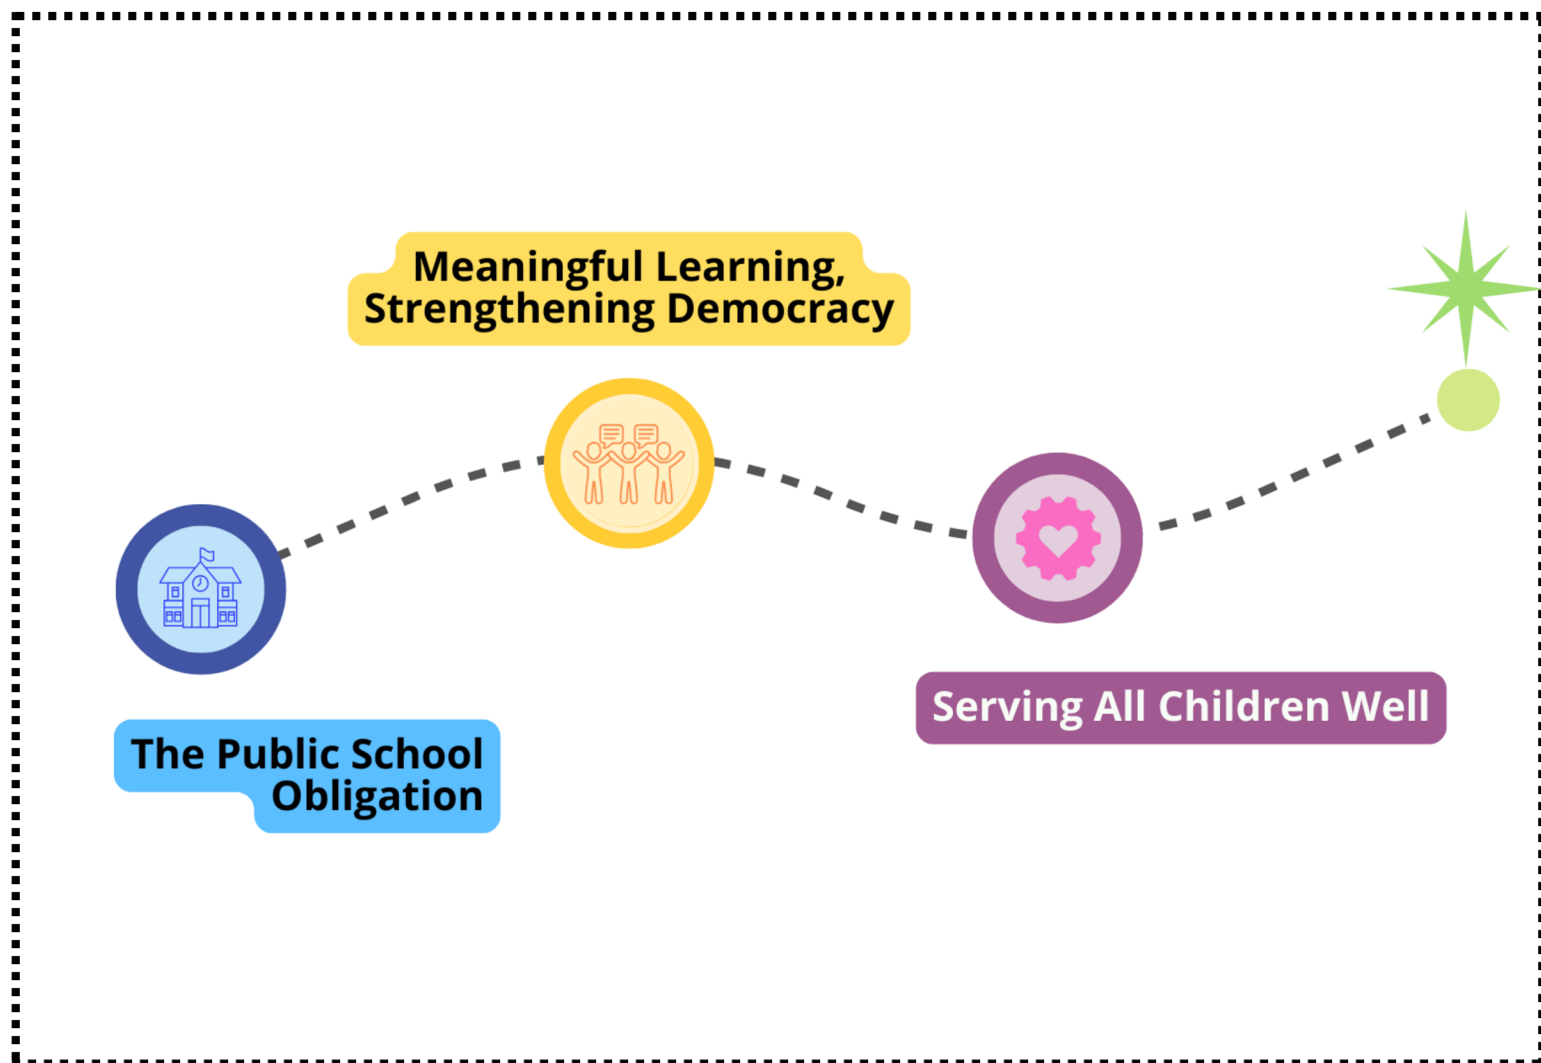 Meaningful Learning,
Strengthening Democracy
The Public School
Obligation
Serving All Children Well